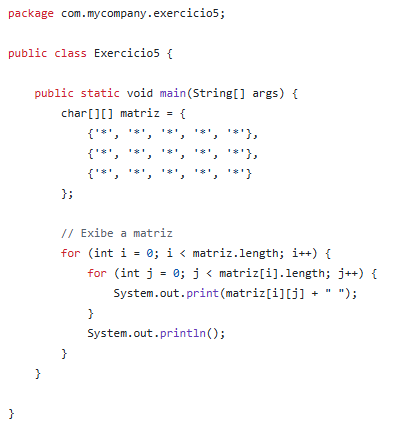 package com.mycompany.exercicio5;

public class Exercicio5 {

    public static void main(String[] args) {
        char[][] matriz = {
            {'*', '*', '*', '*', '*'},
            {'*', '*', '*', '*', '*'},
            {'*', '*', '*', '*', '*'}
        };

        // Exibe a matriz
        for (int i = 0; i < matriz.length; i++) {
            for (int j = 0; j < matriz[i].length; j++) {
                System.out.print(matriz[i][j] + " ");
            }
            System.out.println();
        }
    }

}